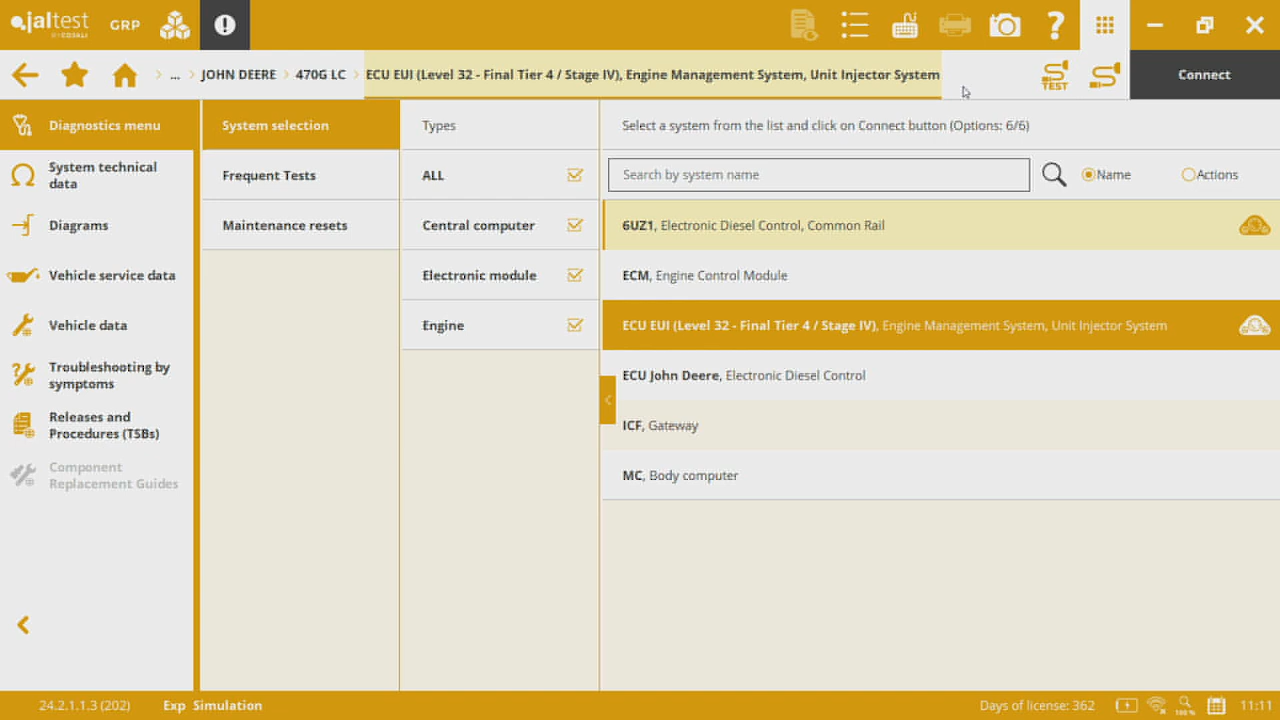 jaltest
BY COJALI
GRP
... JOHN DEERE 470G LC ECU EUI (Level 32 - Final Tier 4 / Stage IV), Engine Management System, Unit Injector System
TEST
Connect
Diagnostics menu
System technical
data
Diagrams
Vehicle service data
Vehicle data
Troubleshooting by
symptoms
Releases and
Procedures (TSBs)
Component
Replacement Guides
System selection
Frequent Tests
Maintenance resets
Types
ALL
Central computer
Electronic module
Engine
Select a system from the list and click on Connect button (Options: 6/6)
Search by system name
Name
Actions
6UZ1, Electronic Diesel Control, Common Rail
ECM, Engine Control Module
ECU EUI (Level 32 - Final Tier 4 / Stage IV), Engine Management System, Unit Injector System
ECU John Deere, Electronic Diesel Control
ICF, Gateway
MC, Body computer
24.2.1.1.3 (202)
Exp Simulation
Days of license: 362
100 %
11:11